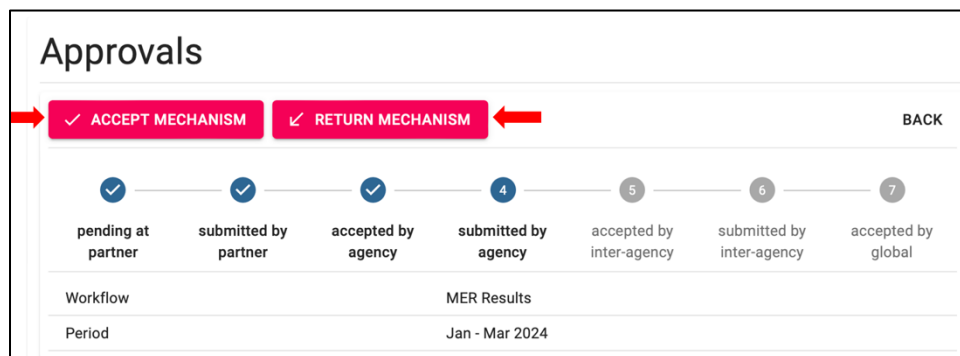 Approvals
ACCEPT MECHANISM RETURN MECHANISM BACK
4 5 6 7
pending at partner
submitted by partner
accepted by agency
submitted by agency
accepted by inter-agency
submitted by inter-agency
accepted by global
Workflow MER Results
Period Jan - Mar 2024